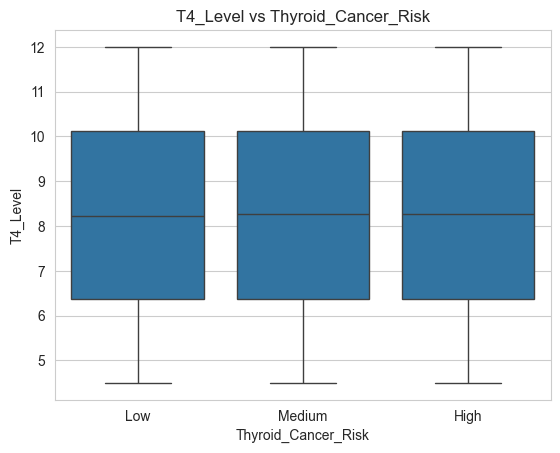 T4_Level vs Thyroid_Cancer_Risk
12
11
10
9
8
7
6
5
T4_Level
Low Medium High
Thyroid_Cancer_Risk